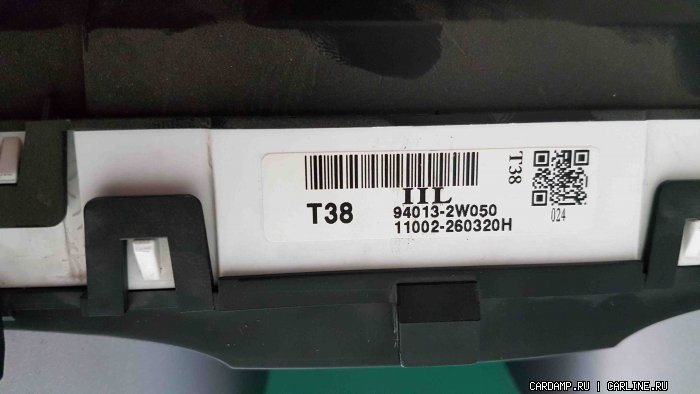 IIL
T38
94013-2W050
11002-260320H
T38
024
CARDAMP.RU | CARLINE.RU